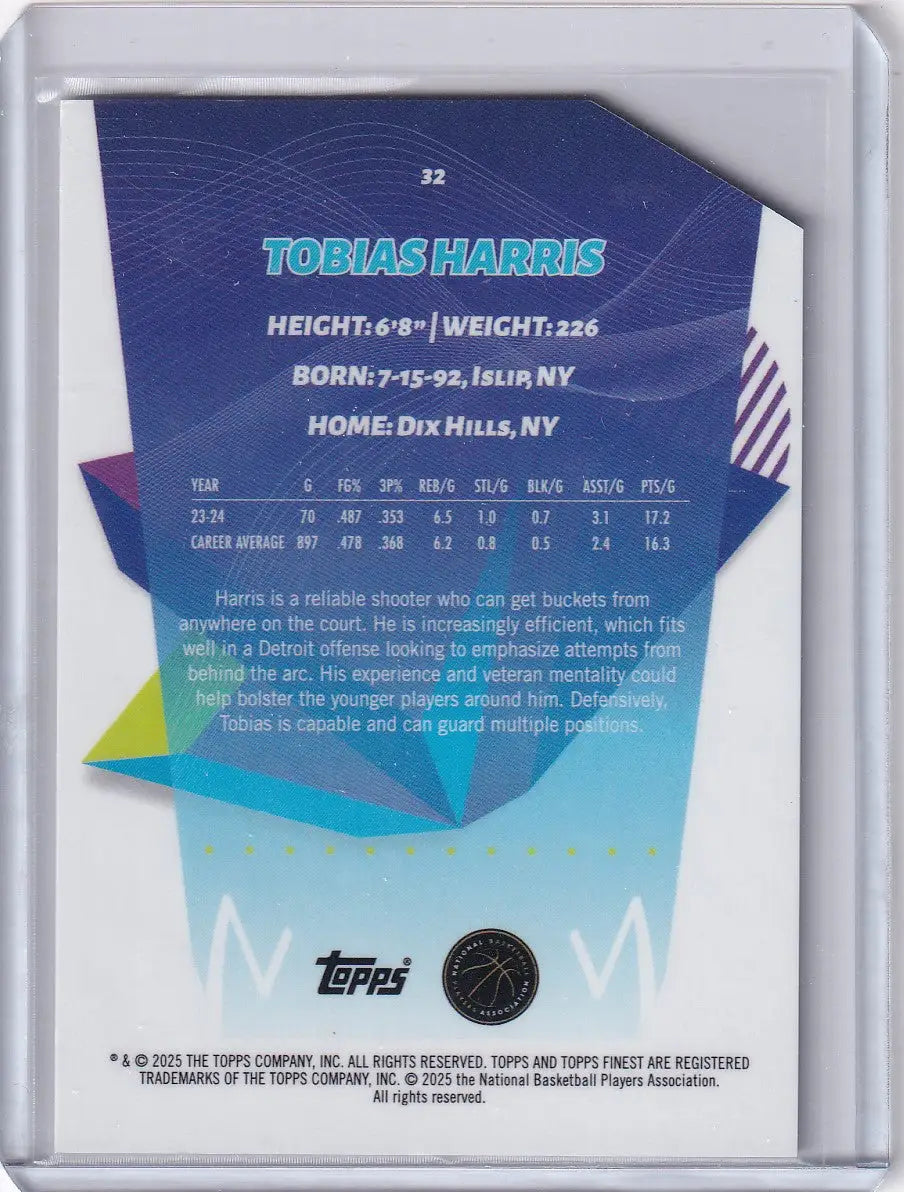 32
TOBIAS HARRIS
HEIGHT: 6'8" | WEIGHT: 226
BORN: 7-15-92, ISLIP, NY
HOME: DIX HILLS, NY
YEAR G FG% 3P% REB/G STL/G BLK/G ASST/G PTS/G
23-24 70 .487 .353 6.5 1.0 0.7 3.1 17.2
CAREER AVERAGE 897 .478 .368 6.2 0.8 0.5 2.4 16.3
Harris is a reliable shooter who can get buckets from
anywhere on the court. He is increasingly efficient, which fits
well in a Detroit offense looking to emphasize attempts from
behind the arc. His experience and veteran mentality could
help bolster the younger players around him. Defensively,
Tobias is capable and can guard multiple positions.
topps®
NATIONAL BASKETBALL PLAYERS ASSOCIATION
® & © 2025 THE TOPPS COMPANY, INC. ALL RIGHTS RESERVED. TOPPS AND TOPPS FINEST ARE REGISTERED
TRADEMARKS OF THE TOPPS COMPANY, INC. © 2025 the National Basketball Players Association.
All rights reserved.